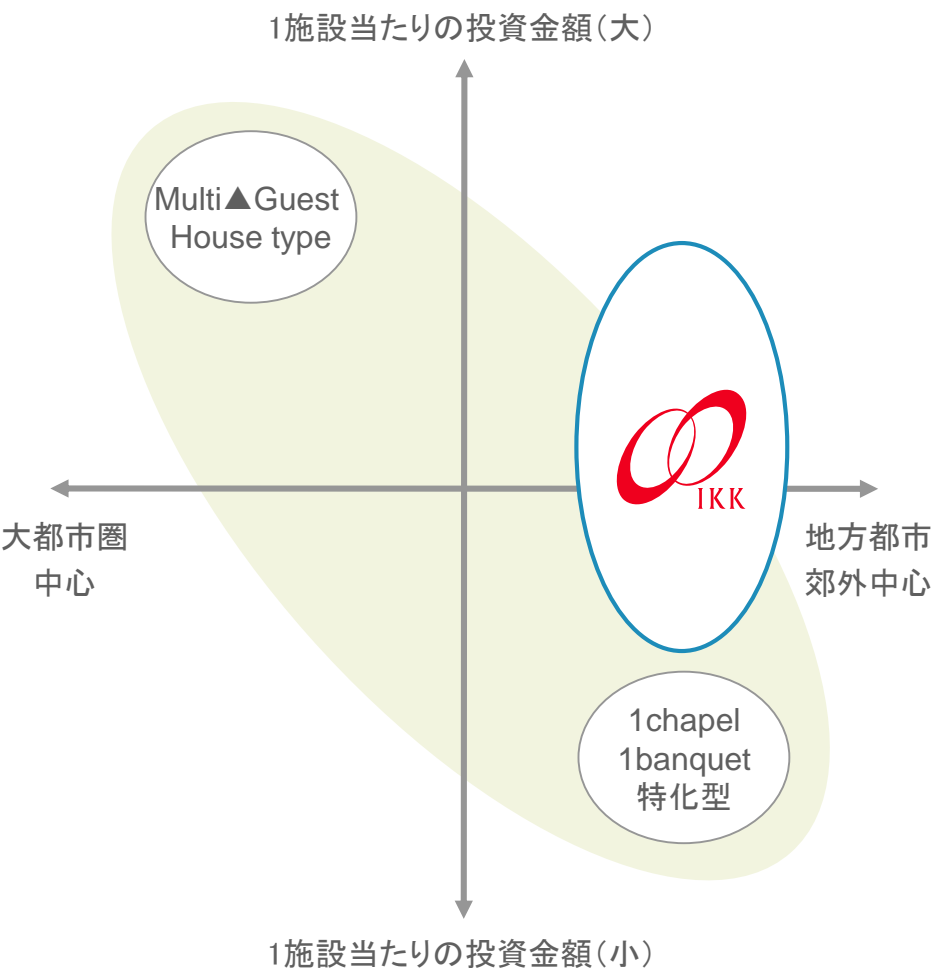 1施設当たりの投資金額（大）
Multi▲Guest
House type
IKK
大都市圏
中心
地方都市
郊外中心
1chapel
1banquet
特化型
1施設当たりの投資金額（小）